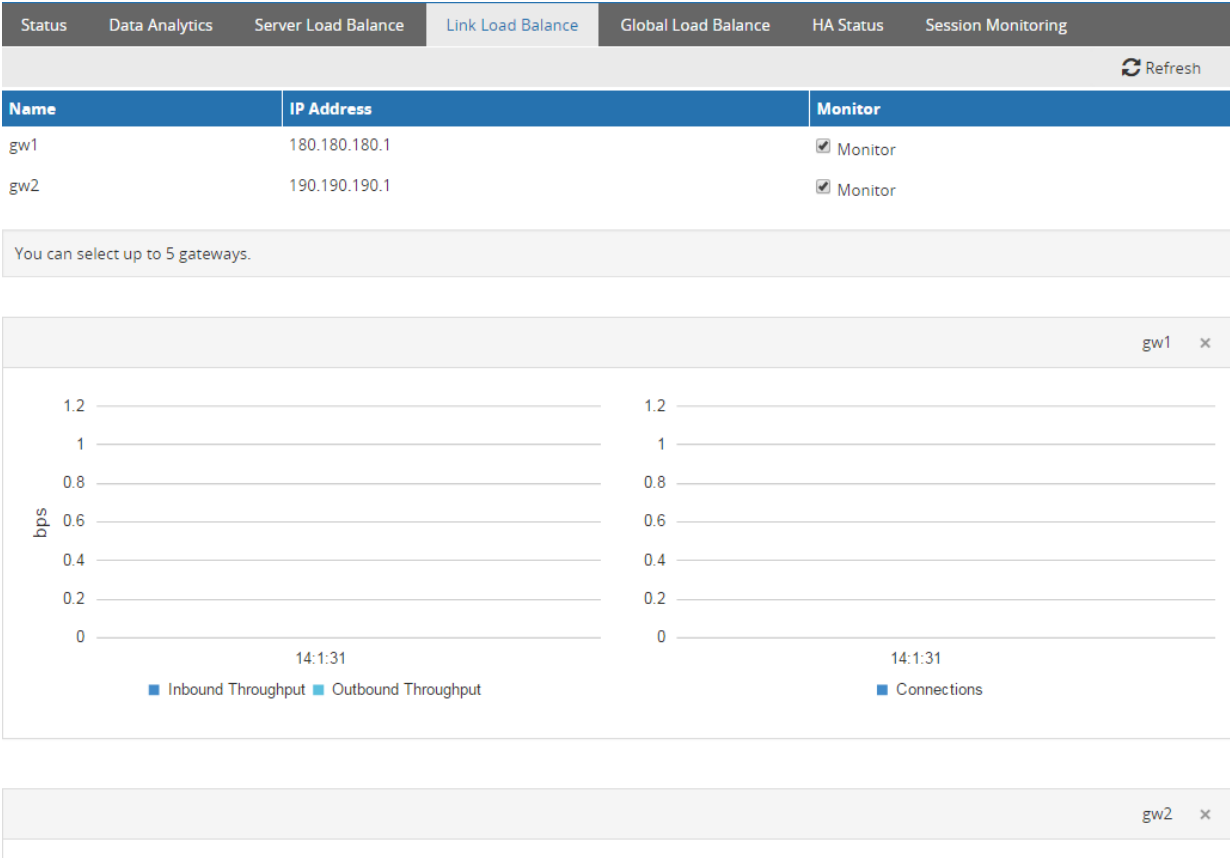 Status Data Analytics Server Load Balance Link Load Balance Global Load Balance HA Status Session Monitoring
Refresh
Name IP Address Monitor
gw1 180.180.180.1 Monitor
gw2 190.190.190.1 Monitor
You can select up to 5 gateways.
gw1 ×
bps
1.2
1
0.8
0.6
0.4
0.2
0
14:1:31
Inbound Throughput Outbound Throughput
1.2
1
0.8
0.6
0.4
0.2
0
14:1:31
Connections
gw2 ×